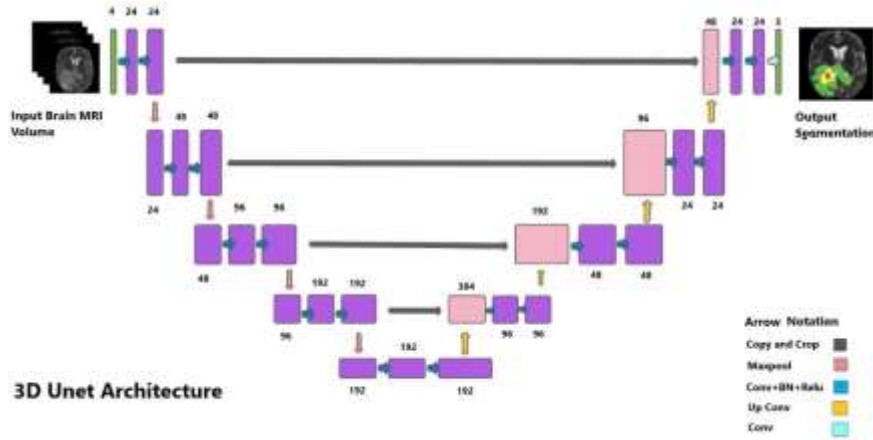 4 24 24
48 24 24 3
Input Brain MRI
Volume
Output
Segmentation
48 48
96
24
24 24
96 96
192
48
48 48
192 192
384
96
96 96
192
192 192
3D Unet Architecture
Arrow Notation
Copy and Crop
Maxpool
Conv+BN+Relu
Up Conv
Conv